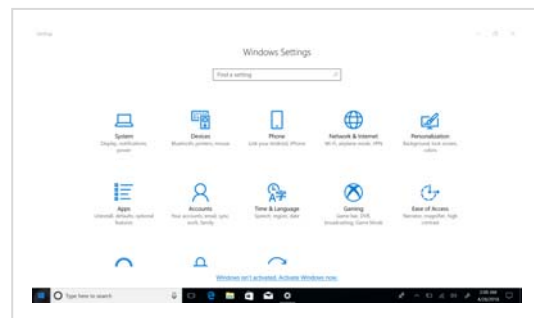 Settings
Windows Settings
Find a setting
System
Display, notifications,
power
Devices
Bluetooth, printers, mouse
Phone
Link your Android, iPhone
Network & Internet
Wi-Fi, airplane mode, VPN
Personalization
Background, lock screen,
colors
Apps
Uninstall, defaults, optional
features
Accounts
Your accounts, email, sync,
work, family
Time & Language
Speech, region, date
Gaming
Game bar, DVR,
broadcasting, Game Mode
Ease of Access
Narrator, magnifier, high
contrast
Windows isn't activated. Activate Windows now.
Type here to search